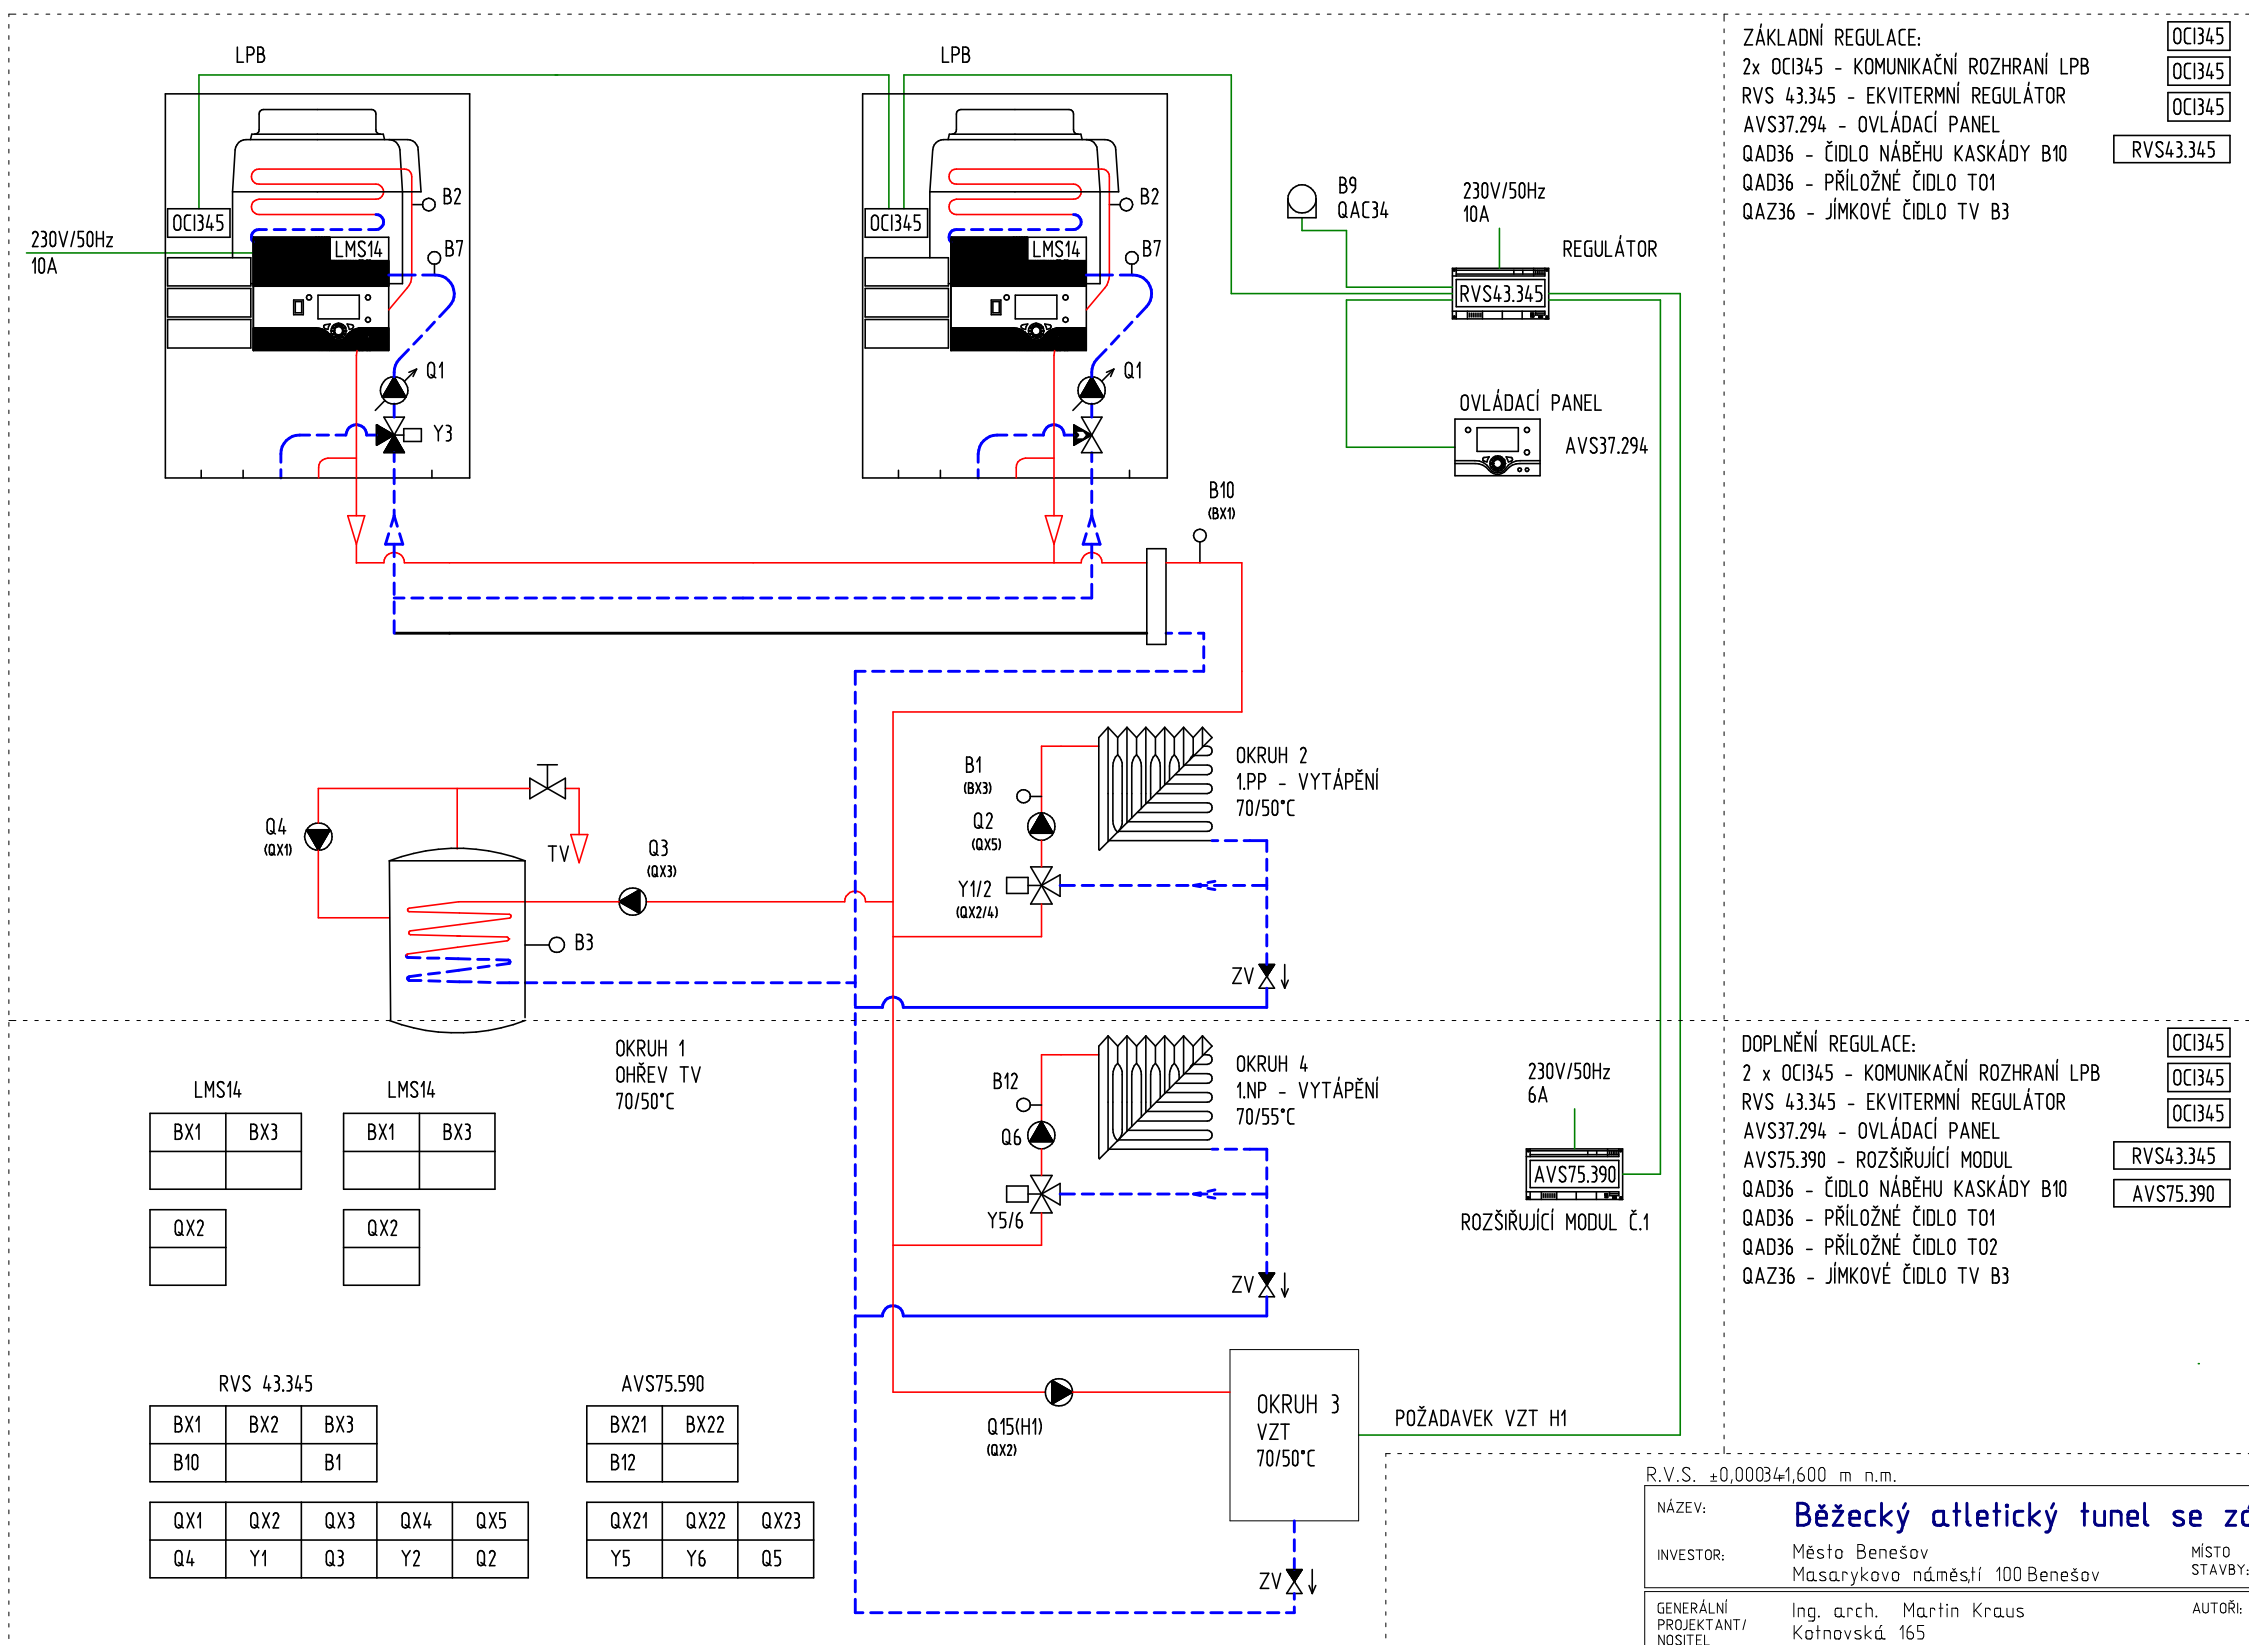 LPB
LPB
OCI345
OCI345
B2
B2
B7
B7
LMS14
LMS14
230V/50Hz
10A
Q1
Q1
Y3
B9
QAC34
230V/50Hz
10A
REGULÁTOR
RVS43.345
OVLÁDACÍ PANEL
AVS37.294
B10
(BX1)
ZÁKLADNÍ REGULACE:
2x OCI345 - KOMUNIKAČNÍ ROZHRANÍ LPB
RVS 43.345 - EKVITERMNÍ REGULÁTOR
AVS37.294 - OVLÁDACÍ PANEL
QAD36 - ČIDLO NÁBĚHU KASKÁDY B10
QAD36 - PŘÍLOŽNÉ ČIDLO TO1
QAZ36 - JÍMKOVÉ ČIDLO TV B3
OCI345
OCI345
OCI345
RVS43.345
B1
(BX3)
Q2
(QX5)
Y1/2
(QX2/4)
OKRUH 2
1.PP - VYTÁPĚNÍ
70/50°C
ZV
Q4
(QX1)
TV
Q3
(QX3)
B3
OKRUH 1
OHŘEV TV
70/50°C
B12
Q6
Y5/6
OKRUH 4
1.NP - VYTÁPĚNÍ
70/55°C
ZV
230V/50Hz
6A
AVS75.390
ROZŠIŘUJÍCÍ MODUL Č.1
DOPLNĚNÍ REGULACE:
2 x OCI345 - KOMUNIKAČNÍ ROZHRANÍ LPB
RVS 43.345 - EKVITERMNÍ REGULÁTOR
AVS37.294 - OVLÁDACÍ PANEL
AVS75.390 - ROZŠIŘUJÍCÍ MODUL
QAD36 - ČIDLO NÁBĚHU KASKÁDY B10
QAD36 - PŘÍLOŽNÉ ČIDLO TO1
QAD36 - PŘÍLOŽNÉ ČIDLO TO2
QAZ36 - JÍMKOVÉ ČIDLO TV B3
OCI345
OCI345
OCI345
RVS43.345
AVS75.390
LMS14
BX1 BX3
QX2
LMS14
BX1 BX3
QX2
RVS 43.345
BX1 BX2 BX3
B10 B1
QX1 QX2 QX3 QX4 QX5
Q4 Y1 Q3 Y2 Q2
AVS75.590
BX21 BX22
B12
QX21 QX22 QX23
Y5 Y6 Q5
Q15(H1)
(QX2)
OKRUH 3
VZT
70/50°C
POŽADAVEK VZT H1
ZV
R.V.S. ±0,000 = 341,600 m n.m.
NÁZEV:
Běžecký atletický tunel se zá
INVESTOR:
Město Benešov
Masarykovo náměstí 100 Benešov
MÍSTO
STAVBY:
GENERÁLNÍ
PROJEKTANT/
NOSITEL
Ing. arch. Martin Kraus
Kotnovská 165
AUTOŘI: